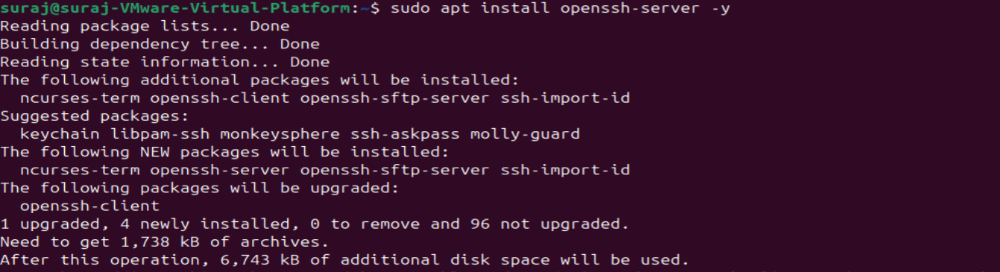 suraj@suraj-VMware-Virtual-Platform:~$ sudo apt install openssh-server -y
Reading package lists... Done
Building dependency tree... Done
Reading state information... Done
The following additional packages will be installed:
  ncurses-term openssh-client openssh-sftp-server ssh-import-id
Suggested packages:
  keychain libpam-ssh monkeysphere ssh-askpass molly-guard
The following NEW packages will be installed:
  ncurses-term openssh-server openssh-sftp-server ssh-import-id
The following packages will be upgraded:
  openssh-client
1 upgraded, 4 newly installed, 0 to remove and 96 not upgraded.
Need to get 1,738 kB of archives.
After this operation, 6,743 kB of additional disk space will be used.